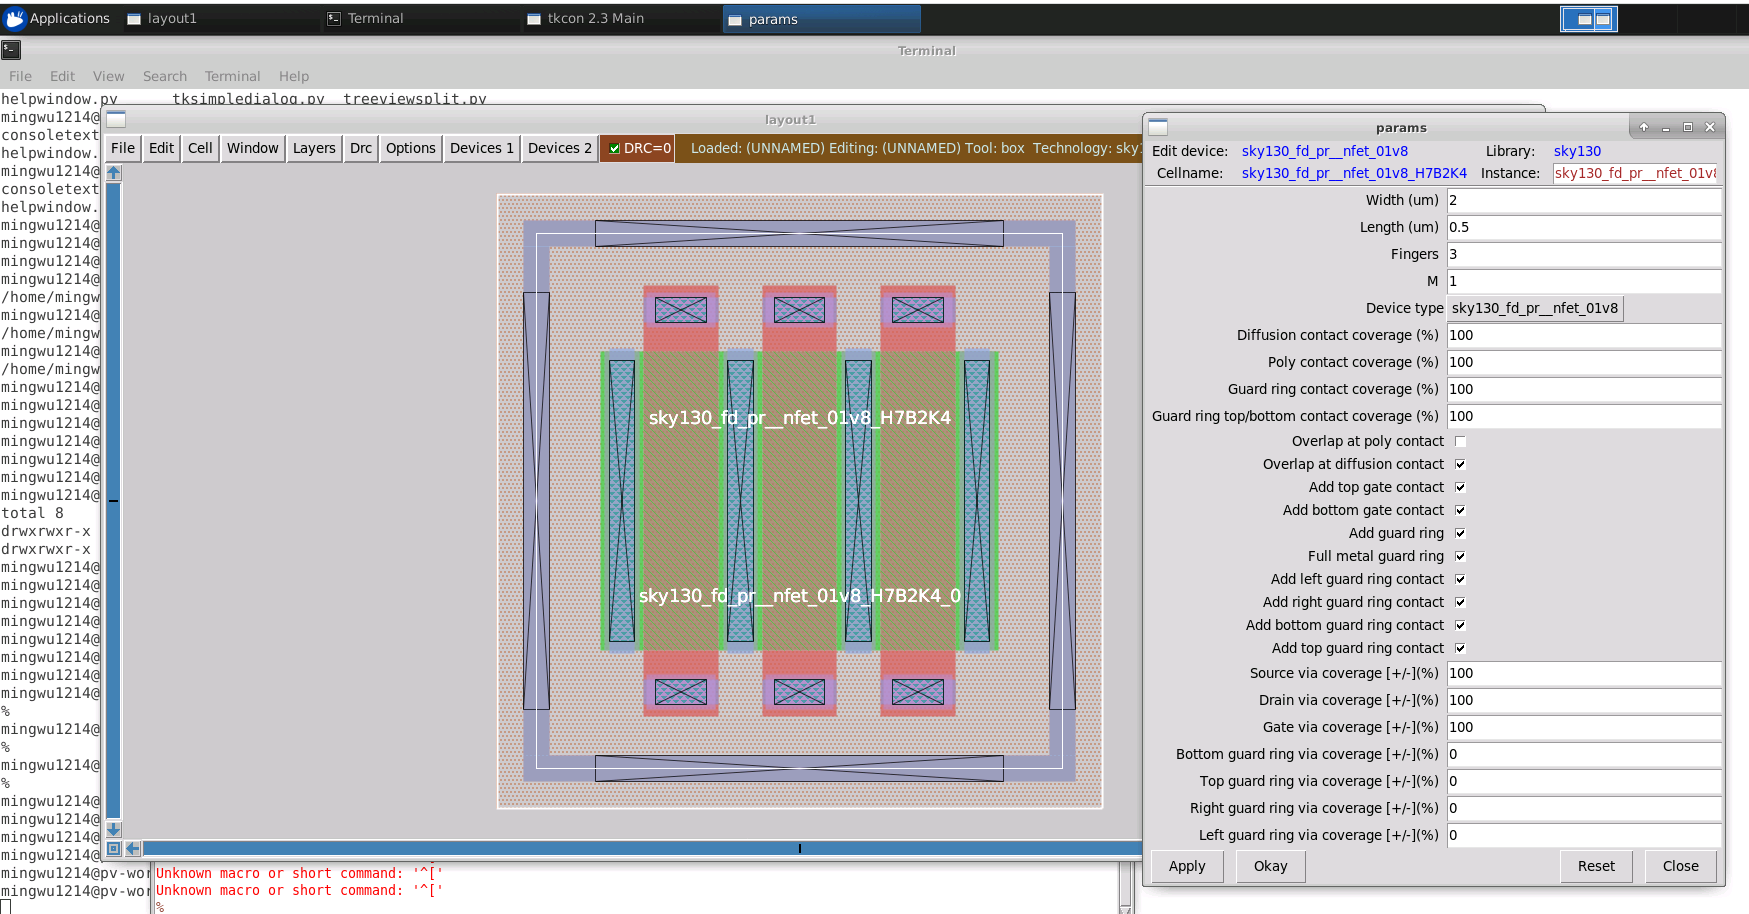 Applications layout1 Terminal tkcon 2.3 Main params
Terminal
File Edit View Search Terminal Help
helpwindow.py tksimpledialog.py treeviewsplit.py
mingwu1214@
consoletext
helpwindow.
mingwu1214@
consoletext
helpwindow.
mingwu1214@
mingwu1214@
mingwu1214@
mingwu1214@
/home/mingw
mingwu1214@
/home/mingw
mingwu1214@
/home/mingw
mingwu1214@
mingwu1214@
mingwu1214@
mingwu1214@
mingwu1214@
mingwu1214@
mingwu1214@
total 8
drwxrwxr-x
drwxrwxr-x
mingwu1214@
mingwu1214@
mingwu1214@
mingwu1214@
mingwu1214@
mingwu1214@
mingwu1214@
mingwu1214@
%
mingwu1214@
%
mingwu1214@
%
mingwu1214@
mingwu1214@
mingwu1214@
mingwu1214@
mingwu1214@pv-wor
mingwu1214@pv-wor
layout1
File Edit Cell Window Layers Drc Options Devices 1 Devices 2 DRC=0 Loaded: (UNNAMED) Editing: (UNNAMED) Tool: box Technology: sky1
sky130_fd_pr__nfet_01v8_H7B2K4
sky130_fd_pr__nfet_01v8_H7B2K4_0
Unknown macro or short command: '^['
Unknown macro or short command: '^['
%
params
Edit device: sky130_fd_pr__nfet_01v8 Library: sky130
Cellname: sky130_fd_pr__nfet_01v8_H7B2K4 Instance: sky130_fd_pr__nfet_01v8
Width (um) 2
Length (um) 0.5
Fingers 3
M 1
Device type sky130_fd_pr__nfet_01v8
Diffusion contact coverage (%) 100
Poly contact coverage (%) 100
Guard ring contact coverage (%) 100
Guard ring top/bottom contact coverage (%) 100
Overlap at poly contact
Overlap at diffusion contact
Add top gate contact
Add bottom gate contact
Add guard ring
Full metal guard ring
Add left guard ring contact
Add right guard ring contact
Add bottom guard ring contact
Add top guard ring contact
Source via coverage [+/-](%) 100
Drain via coverage [+/-](%) 100
Gate via coverage [+/-](%) 100
Bottom guard ring via coverage [+/-](%) 0
Top guard ring via coverage [+/-](%) 0
Right guard ring via coverage [+/-](%) 0
Left guard ring via coverage [+/-](%) 0
Apply Okay Reset Close